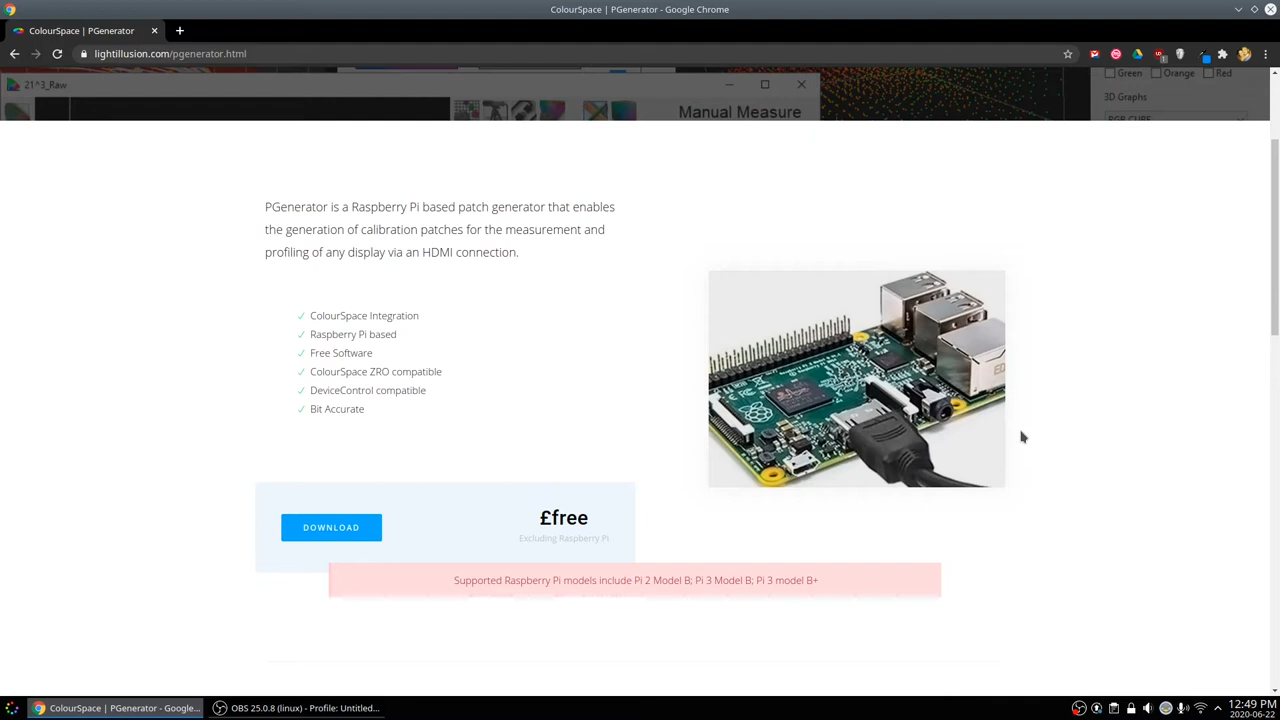 ColourSpace | PGenerator - Google Chrome
ColourSpace | PGenerator
lightillusion.com/pgenerator.html
21^3_Raw
Manual Measure
Green Orange Red
3D Graphs
RGB CUBE
PGenerator is a Raspberry Pi based patch generator that enables
the generation of calibration patches for the measurement and
profiling of any display via an HDMI connection.
✓ ColourSpace Integration
✓ Raspberry Pi based
✓ Free Software
✓ ColourSpace ZRO compatible
✓ DeviceControl compatible
✓ Bit Accurate
DOWNLOAD
£free
Excluding Raspberry Pi
Supported Raspberry Pi models include Pi 2 Model B; Pi 3 Model B; Pi 3 model B+
ColourSpace | PGenerator - Google...
OBS 25.0.8 (linux) - Profile: Untitled...
12:49 PM
2020-06-22